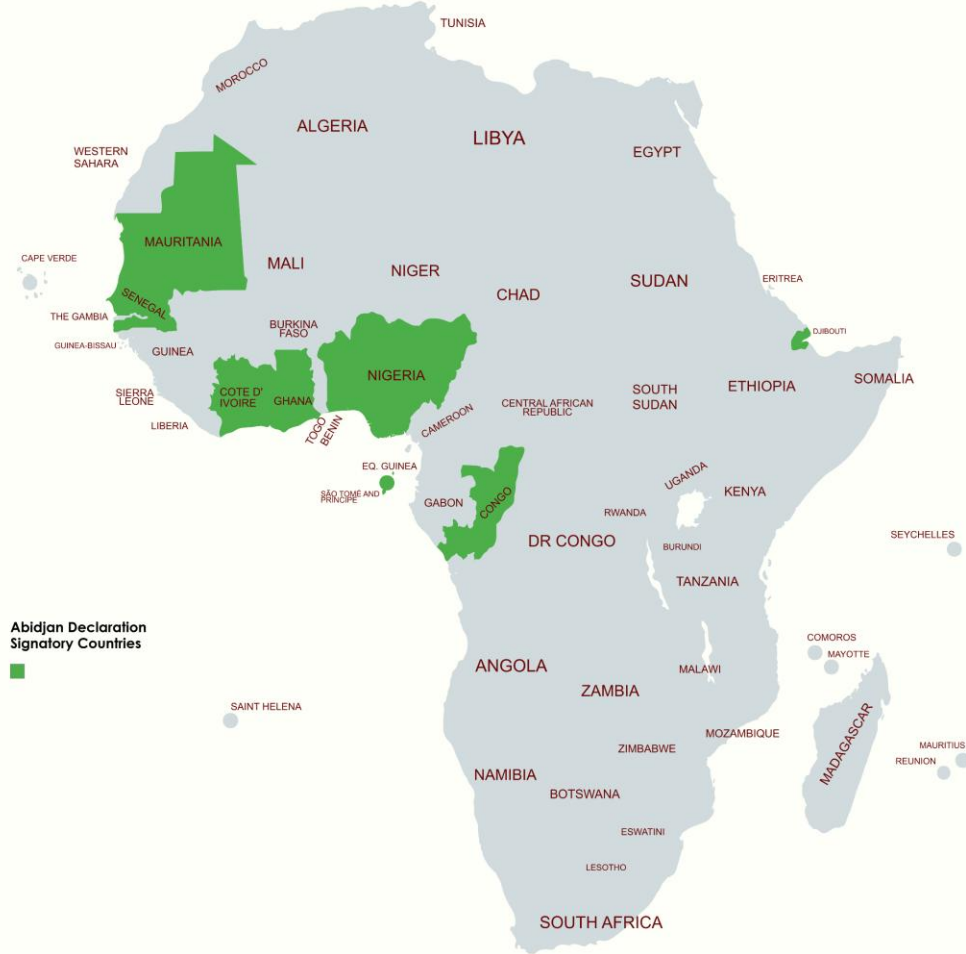 TUNISIA
MOROCCO
ALGERIA
LIBYA
EGYPT
WESTERN
SAHARA
MAURITANIA
CAPE VERDE
MALI
NIGER
CHAD
SUDAN
ERITREA
SENEGAL
THE GAMBIA
GUINEA-BISSAU
GUINEA
BURKINA
FASO
DJIBOUTI
NIGERIA
SIERRA
LEONE
COTE D'
IVOIRE
GHANA
LIBERIA
TOGO
BENIN
CAMEROON
CENTRAL AFRICAN
REPUBLIC
SOUTH
SUDAN
ETHIOPIA
SOMALIA
EQ. GUINEA
SÃO TOMÉ AND
PRÍNCIPE
GABON
CONGO
UGANDA
KENYA
RWANDA
DR CONGO
BURUNDI
SEYCHELLES
TANZANIA
Abidjan Declaration
Signatory Countries
COMOROS
MAYOTTE
ANGOLA
ZAMBIA
MALAWI
SAINT HELENA
MOZAMBIQUE
MADAGASCAR
ZIMBABWE
MAURITIUS
REUNION
NAMIBIA
BOTSWANA
ESWATINI
LESOTHO
SOUTH AFRICA